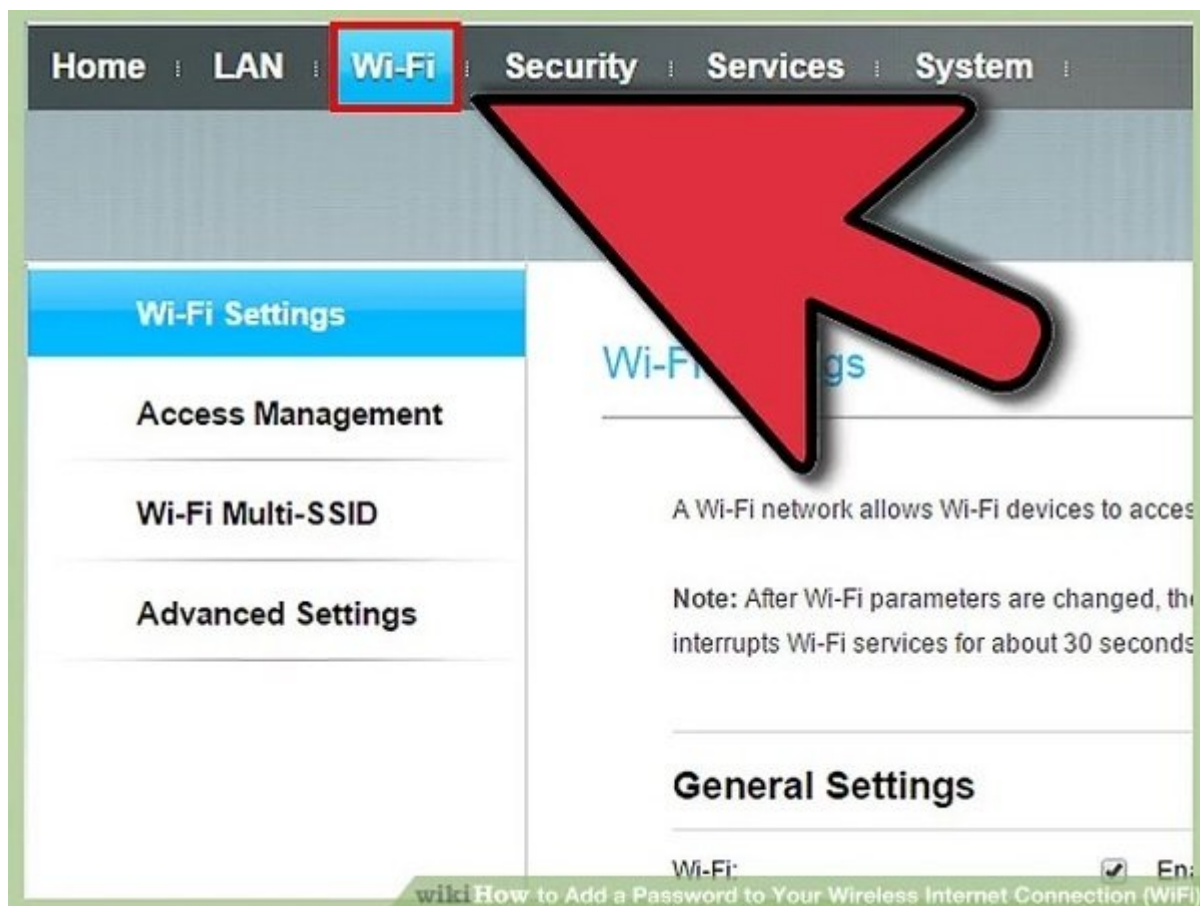 Home LAN Wi-Fi Security Services System
Wi-Fi Settings
Access Management
Wi-Fi Multi-SSID
Advanced Settings
Wi-F gs
A Wi-Fi network allows Wi-Fi devices to acces
Note: After Wi-Fi parameters are changed, the
interrupts Wi-Fi services for about 30 seconds
General Settings
Wi-Fi: Ena
wikiHow to Add a Password to Your Wireless Internet Connection (WiFi)